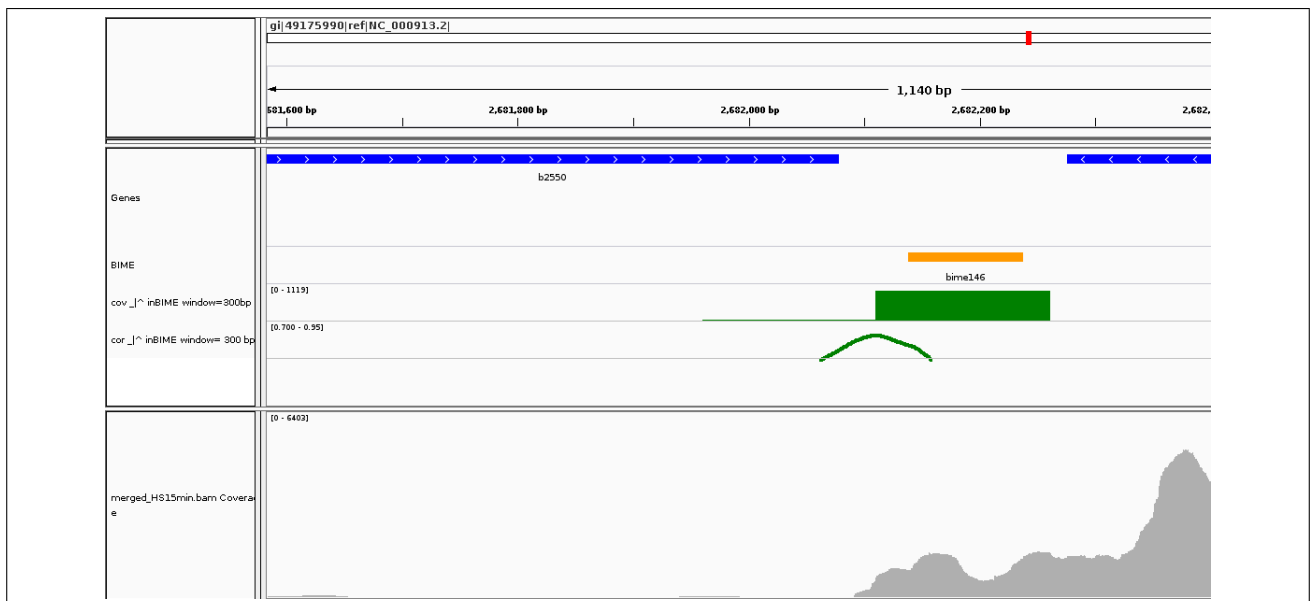 gi|49175990|ref|NC_000913.2|
1,140 bp
581,600 bp 2,681,800 bp 2,682,000 bp 2,682,200 bp 2,682,
b2550
Genes
BIME
bime146
[0 - 1119]
cov _|^ inBIME window=300bp
[0.700 - 0.95]
cor _|^ inBIME window= 300 bp
[0 - 6403]
merged_HS15min.bam Covera
e